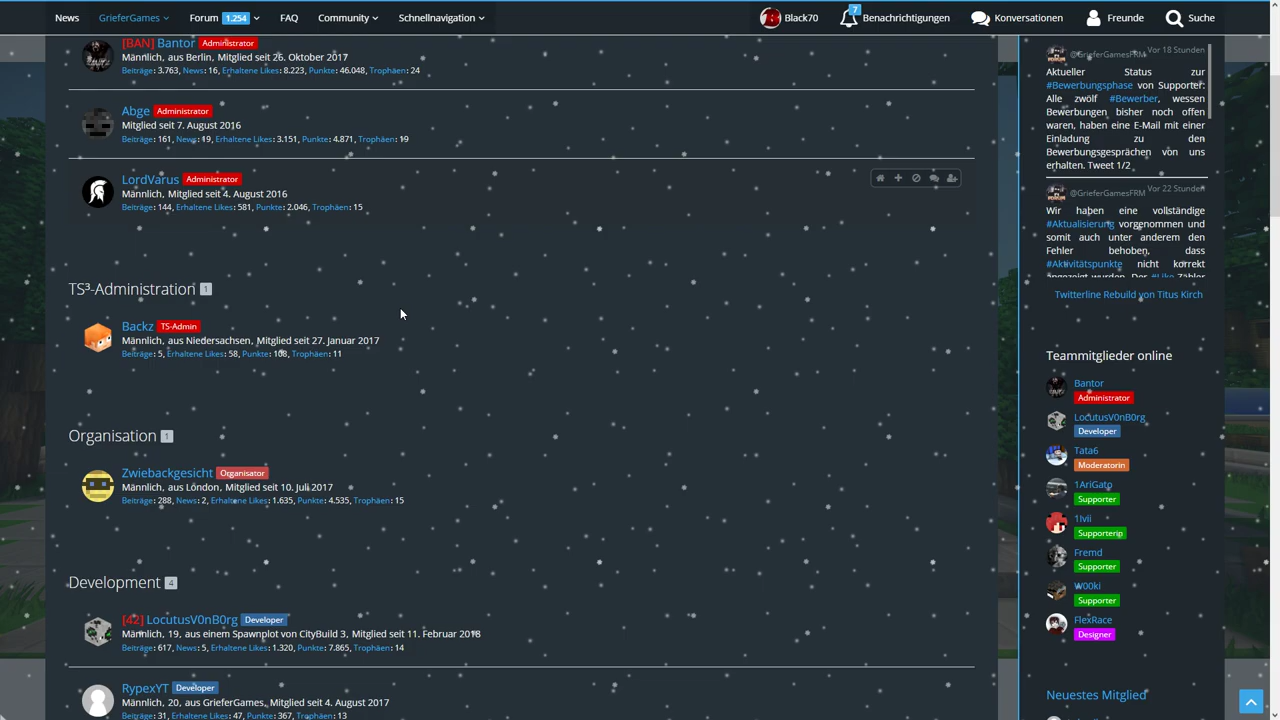 News
GrieferGames
Forum 1.254
FAQ
Community
Schnellnavigation
Black70
7
Benachrichtigungen
Konversationen
Freunde
Suche
[BAN] Bantor Administrator
Männlich, aus Berlin, Mitglied seit 26. Oktober 2017
Beiträge: 3.763, News: 16, Erhaltene Likes: 8.223, Punkte: 46.048, Trophäen: 24
Abge Administrator
Mitglied seit 7. August 2016
Beiträge: 161, News: 19, Erhaltene Likes: 3.151, Punkte: 4.871, Trophäen: 19
LordVarus Administrator
Männlich, Mitglied seit 4. August 2016
Beiträge: 144, Erhaltene Likes: 581, Punkte: 2.046, Trophäen: 15
TS³-Administration 1
Backz TS-Admin
Männlich, aus Niedersachsen, Mitglied seit 27. Januar 2017
Beiträge: 5, Erhaltene Likes: 58, Punkte: 108, Trophäen: 11
Organisation 1
Zwiebackgesicht Organisator
Männlich, aus London, Mitglied seit 10. Juli 2017
Beiträge: 288, News: 2, Erhaltene Likes: 1.635, Punkte: 4.535, Trophäen: 15
Development 4
[42] LocutusV0nB0rg Developer
Männlich, 19, aus einem Spawnplot von CityBuild 3, Mitglied seit 11. Februar 2018
Beiträge: 617, News: 5, Erhaltene Likes: 1.320, Punkte: 7.865, Trophäen: 14
RypexYT Developer
Männlich, 20, aus GrieferGames, Mitglied seit 4. August 2017
Beiträge: 31, Erhaltene Likes: 47, Punkte: 367, Trophäen: 13
@GrieferGamesFRM Vor 18 Stunden
Aktueller Status zur
#Bewerbungsphase von Supporter:
Alle zwölf #Bewerber, wessen
Bewerbungen bisher noch offen
waren, haben eine E-Mail mit einer
Einladung zu den
Bewerbungsgesprächen von uns
erhalten. Tweet 1/2
@GrieferGamesFRM Vor 22 Stunden
Wir haben eine vollständige
#Aktualisierung vorgenommen und
somit auch unter anderem den
Fehler behoben, dass
#Aktivitätspunkte nicht korrekt
angezeigt wurden. Der #Like-Zähler
Twitterline Rebuild von Titus Kirch
Teammitglieder online
Bantor
Administrator
LocutusV0nB0rg
Developer
Tata6
Moderatorin
1AriGato
Supporter
1Ivii
Supporterin
Fremd
Supporter
W00ki
Supporter
FlexRace
Designer
Neuestes Mitglied